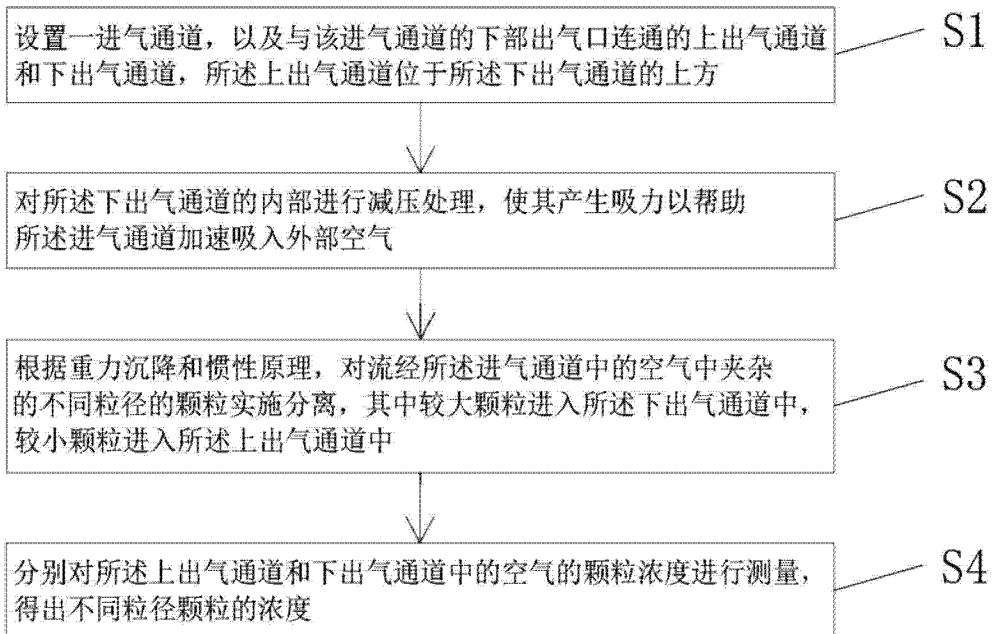 设置一进气通道，以及与该进气通道的下部出气口连通的上出气通道
和下出气通道，所述上出气通道位于所述下出气通道的上方
S1
对所述下出气通道的内部进行减压处理，使其产生吸力以帮助
所述进气通道加速吸入外部空气
S2
根据重力沉降和惯性原理，对流经所述进气通道中的空气中夹杂
的不同粒径的颗粒实施分离，其中较大颗粒进入所述下出气通道中，
较小颗粒进入所述上出气通道中
S3
分别对所述上出气通道和下出气通道中的空气的颗粒浓度进行测量，
得出不同粒径颗粒的浓度
S4